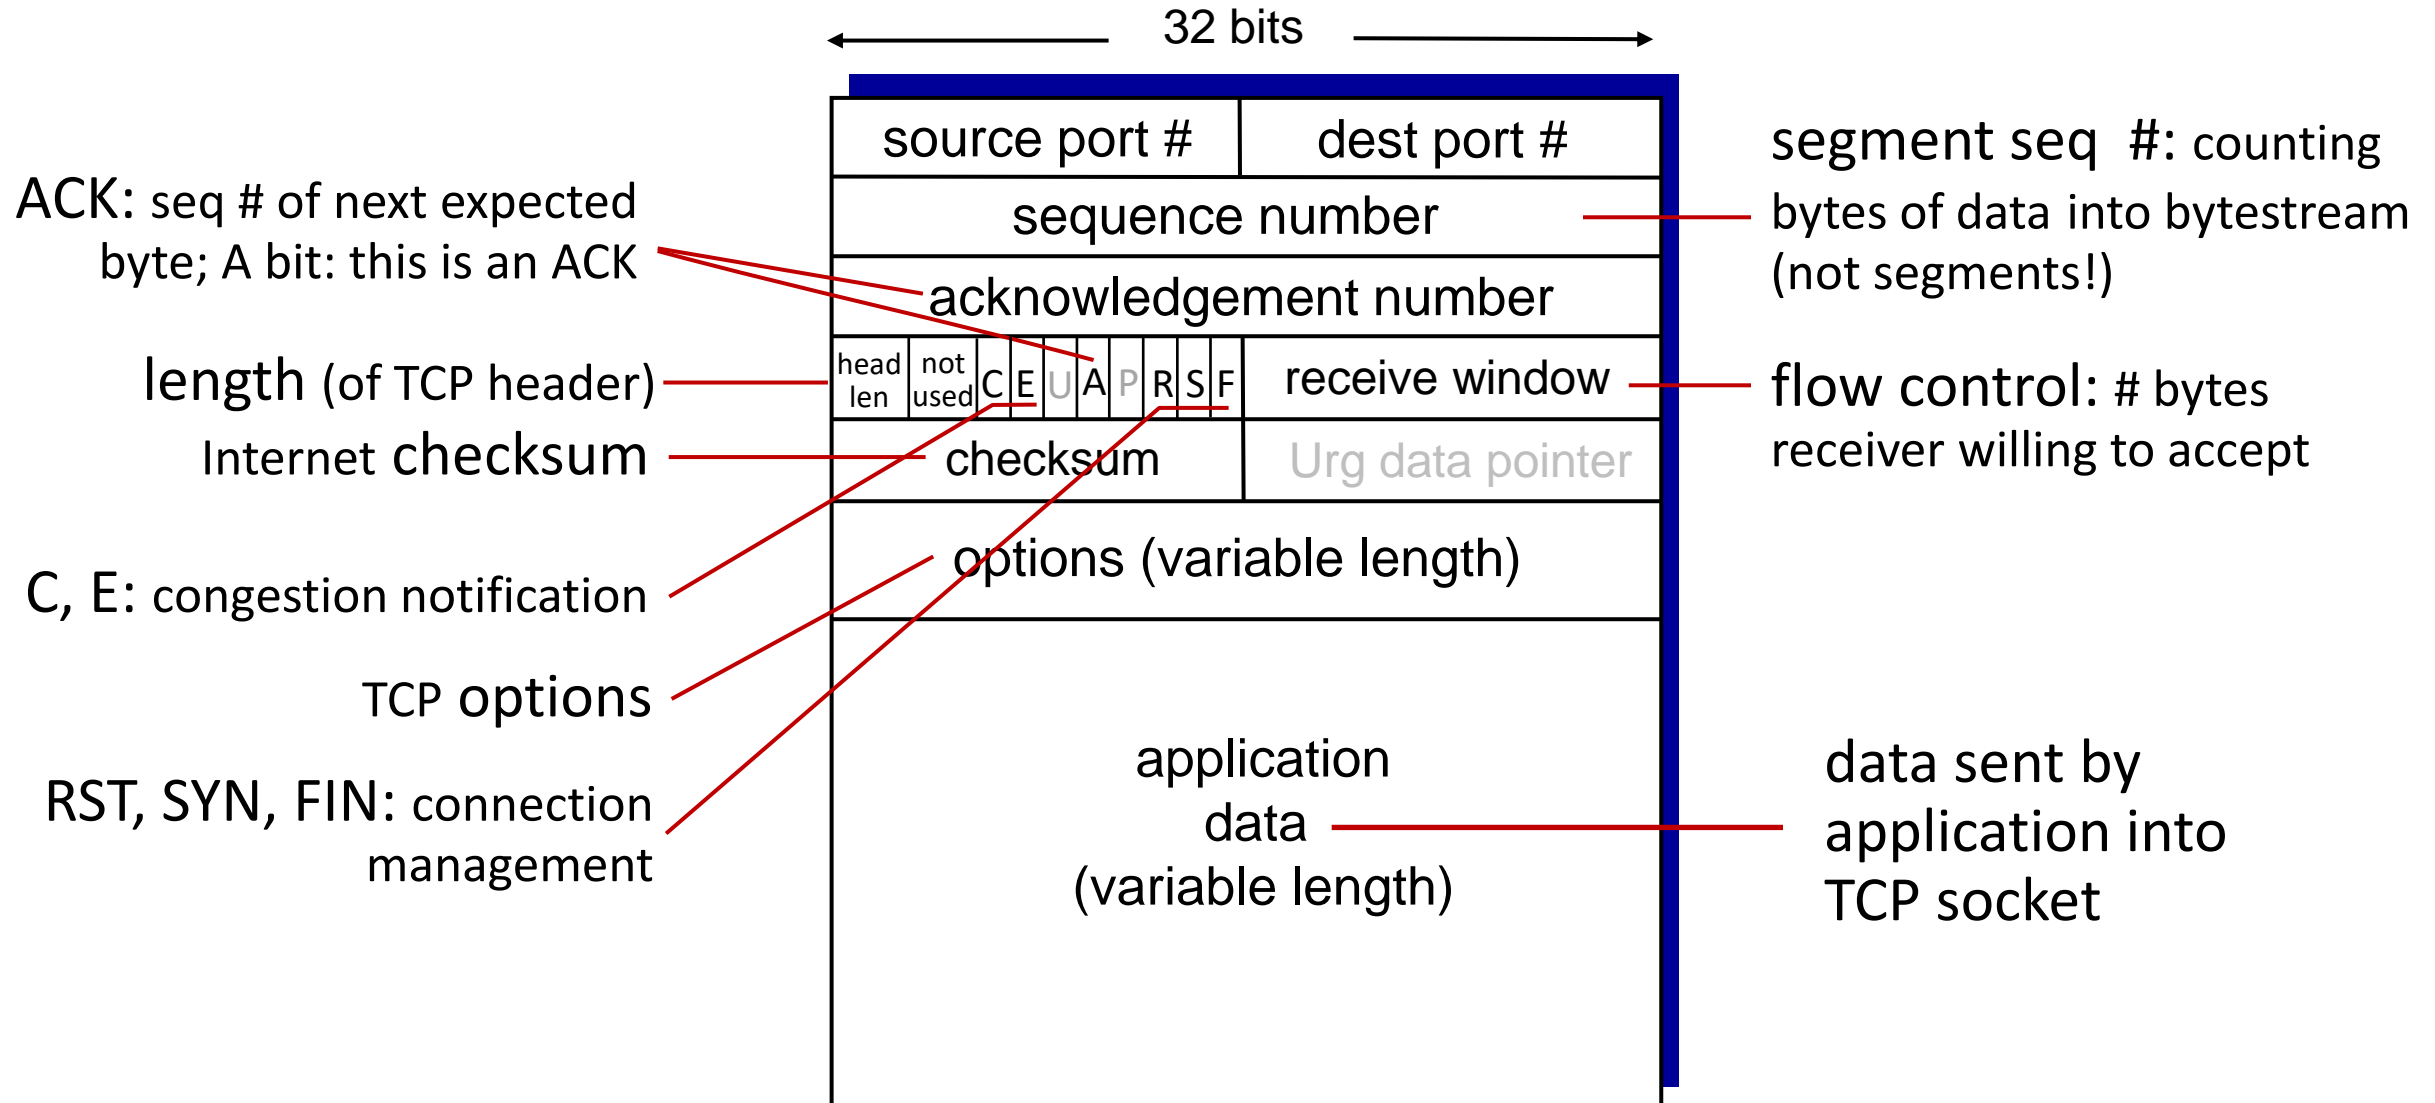 32 bits
source port #
dest port #
sequence number
acknowledgement number
head
len
not
used
C
E
U
A
P
R
S
F
receive window
checksum
Urg data pointer
options (variable length)
application
data
(variable length)
ACK: seq # of next expected
byte; A bit: this is an ACK
length (of TCP header)
Internet checksum
C, E: congestion notification
TCP options
RST, SYN, FIN: connection
management
segment seq #: counting
bytes of data into bytestream
(not segments!)
flow control: # bytes
receiver willing to accept
data sent by
application into
TCP socket